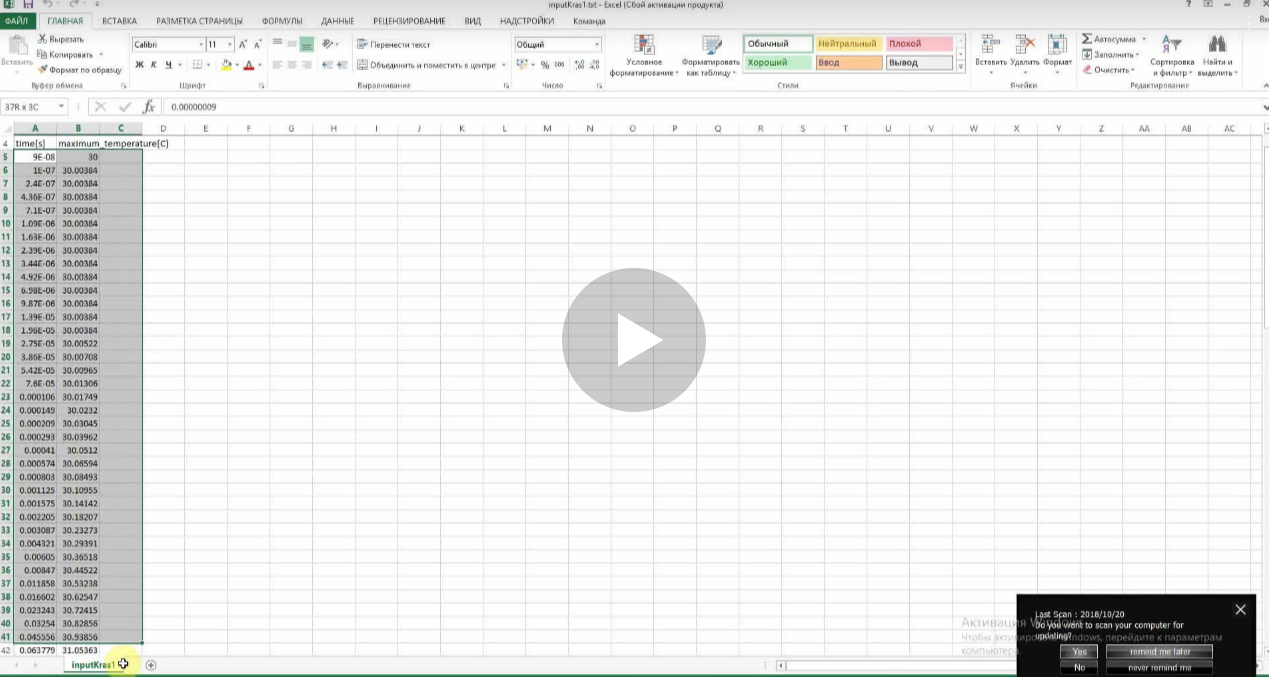 inputKras1.txt - Excel (Сбой активации продукта)
ФАЙЛ ГЛАВНАЯ ВСТАВКА РАЗМЕТКА СТРАНИЦЫ ФОРМУЛЫ ДАННЫЕ РЕЦЕНЗИРОВАНИЕ ВИД НАДСТРОЙКИ Команда
Вставить
Вырезать
Копировать
Формат по образцу
Буфер обмена
Calibri 11
Ж К Ч
Шрифт
Перенести текст
Объединить и поместить в центре
Выравнивание
Общий
% 000
Число
Условное форматирование
Форматировать как таблицу
Обычный Нейтральный Плохой
Хороший Ввод Вывод
Стили
Вставить Удалить Формат
Ячейки
Автосумма
Заполнить
Очистить
Сортировка и фильтр
Найти и выделить
Редактирование
37R x 3C fx 0.00000009
A B C D E F G H I J K L M N O P Q R S T U V W X Y Z AA AB AC
4 time[s] maximum_temperature[C]
5 9E-08 30
6 1E-07 30.00384
7 2.4E-07 30.00384
8 4.36E-07 30.00384
9 7.1E-07 30.00384
10 1.09E-06 30.00384
11 1.63E-06 30.00384
12 2.39E-06 30.00384
13 3.44E-06 30.00384
14 4.92E-06 30.00384
15 6.98E-06 30.00384
16 9.87E-06 30.00384
17 1.39E-05 30.00384
18 1.96E-05 30.00384
19 2.75E-05 30.00522
20 3.86E-05 30.00708
21 5.42E-05 30.00965
22 7.6E-05 30.01306
23 0.000106 30.01749
24 0.000149 30.0232
25 0.000209 30.03045
26 0.000293 30.03962
27 0.00041 30.0512
28 0.000574 30.06594
29 0.000803 30.08493
30 0.001125 30.10955
31 0.001575 30.14142
32 0.002205 30.18207
33 0.003087 30.23273
34 0.004321 30.29391
35 0.00605 30.36518
36 0.00847 30.44522
37 0.011858 30.53238
38 0.016602 30.62547
39 0.023243 30.72415
40 0.03254 30.82856
41 0.045556 30.93856
42 0.063779 31.05363
inputKras1
Активация Windows
Чтобы активировать Windows, перейдите к параметрам
компьютера.
Last Scan : 2018/10/20
Do you want to scan your computer for
updating?
Yes remind me later
No never remind me